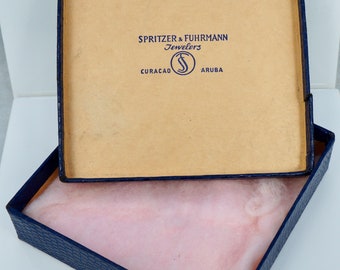 SPRITZER & FUHRMANN
Jewelers
CURACAO S ARUBA